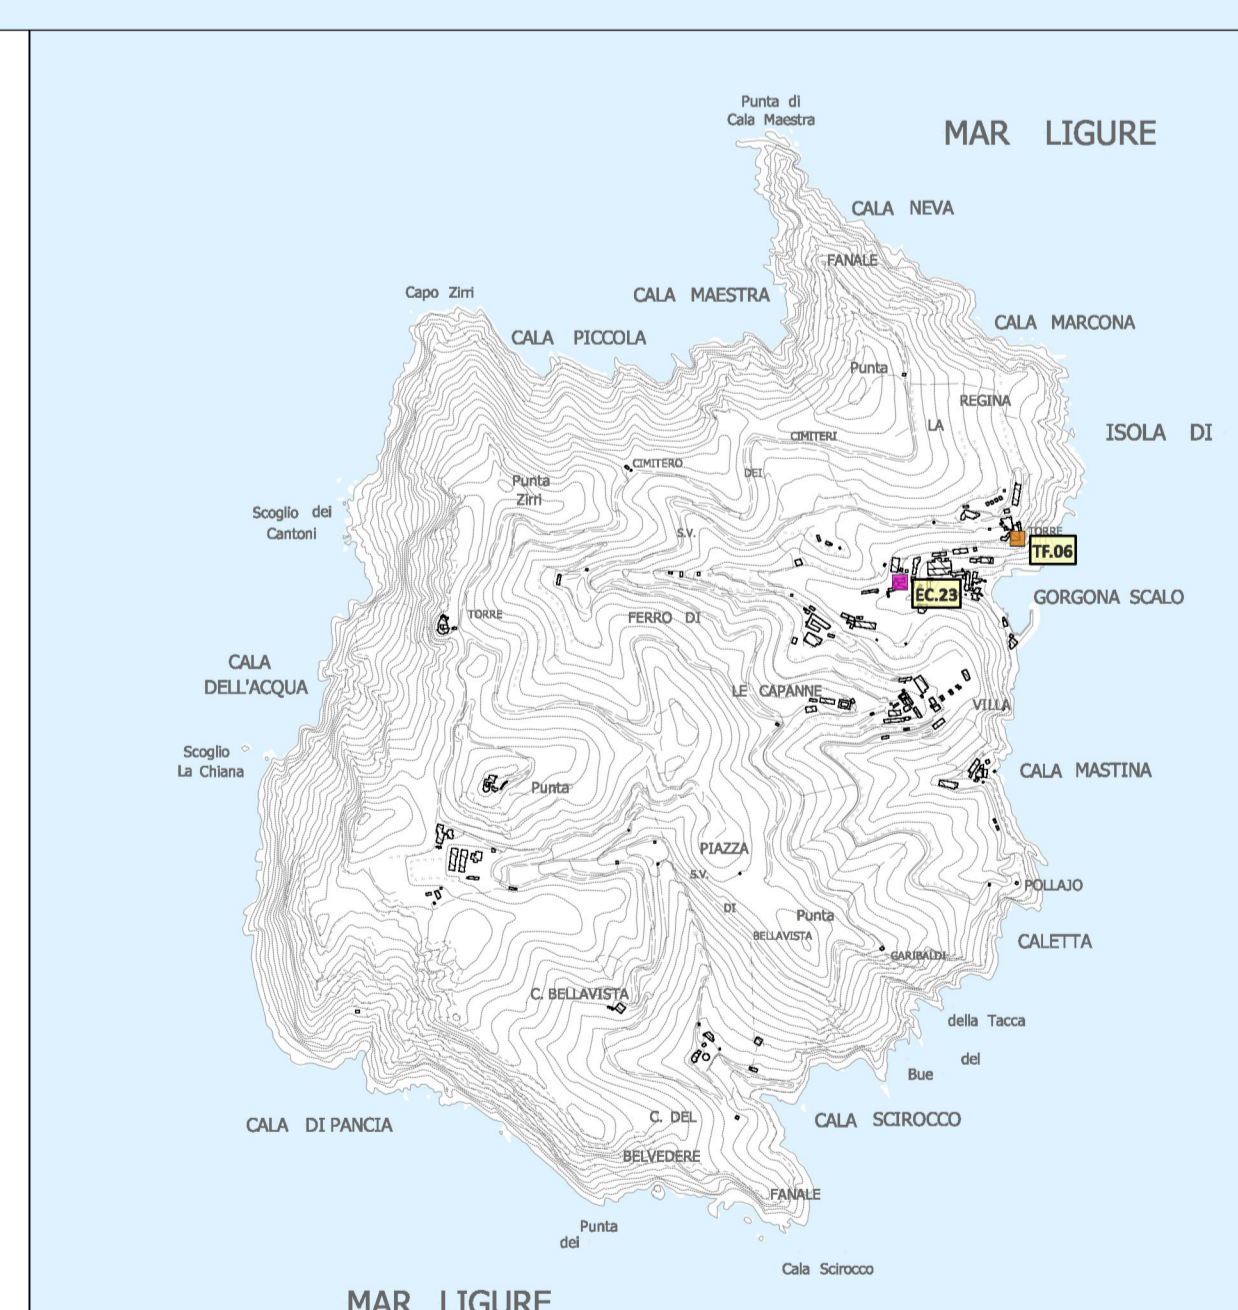 Punta di
Cala Maestra
MAR LIGURE
CALA NEVA
FANALE
Capo Zirri
CALA MAESTRA
CALA PICCOLA
CALA MARCONA
Punta
REGINA
LA
ISOLA DI
CIMITERI
CIMITERO
DEI
Punta
Zirri
Scoglio dei
Cantoni
S.V.
TORRE
TF.06
EC.23
GORGONA SCALO
TORRE
FERRO DI
CALA
DELL'ACQUA
LE CAPANNE
VILLA
Scoglio
La Chiana
CALA MASTINA
Punta
PIAZZA
S.V.
POLLAJO
DI
Punta
BELLAVISTA
CALETTA
GARIBALDI
C. BELLAVISTA
della Tacca
del
Bue
CALA DI PANCIA
C. DEL
CALA SCIROCCO
BELVEDERE
FANALE
Punta
dei
Cala Scirocco
MAR LIGURE